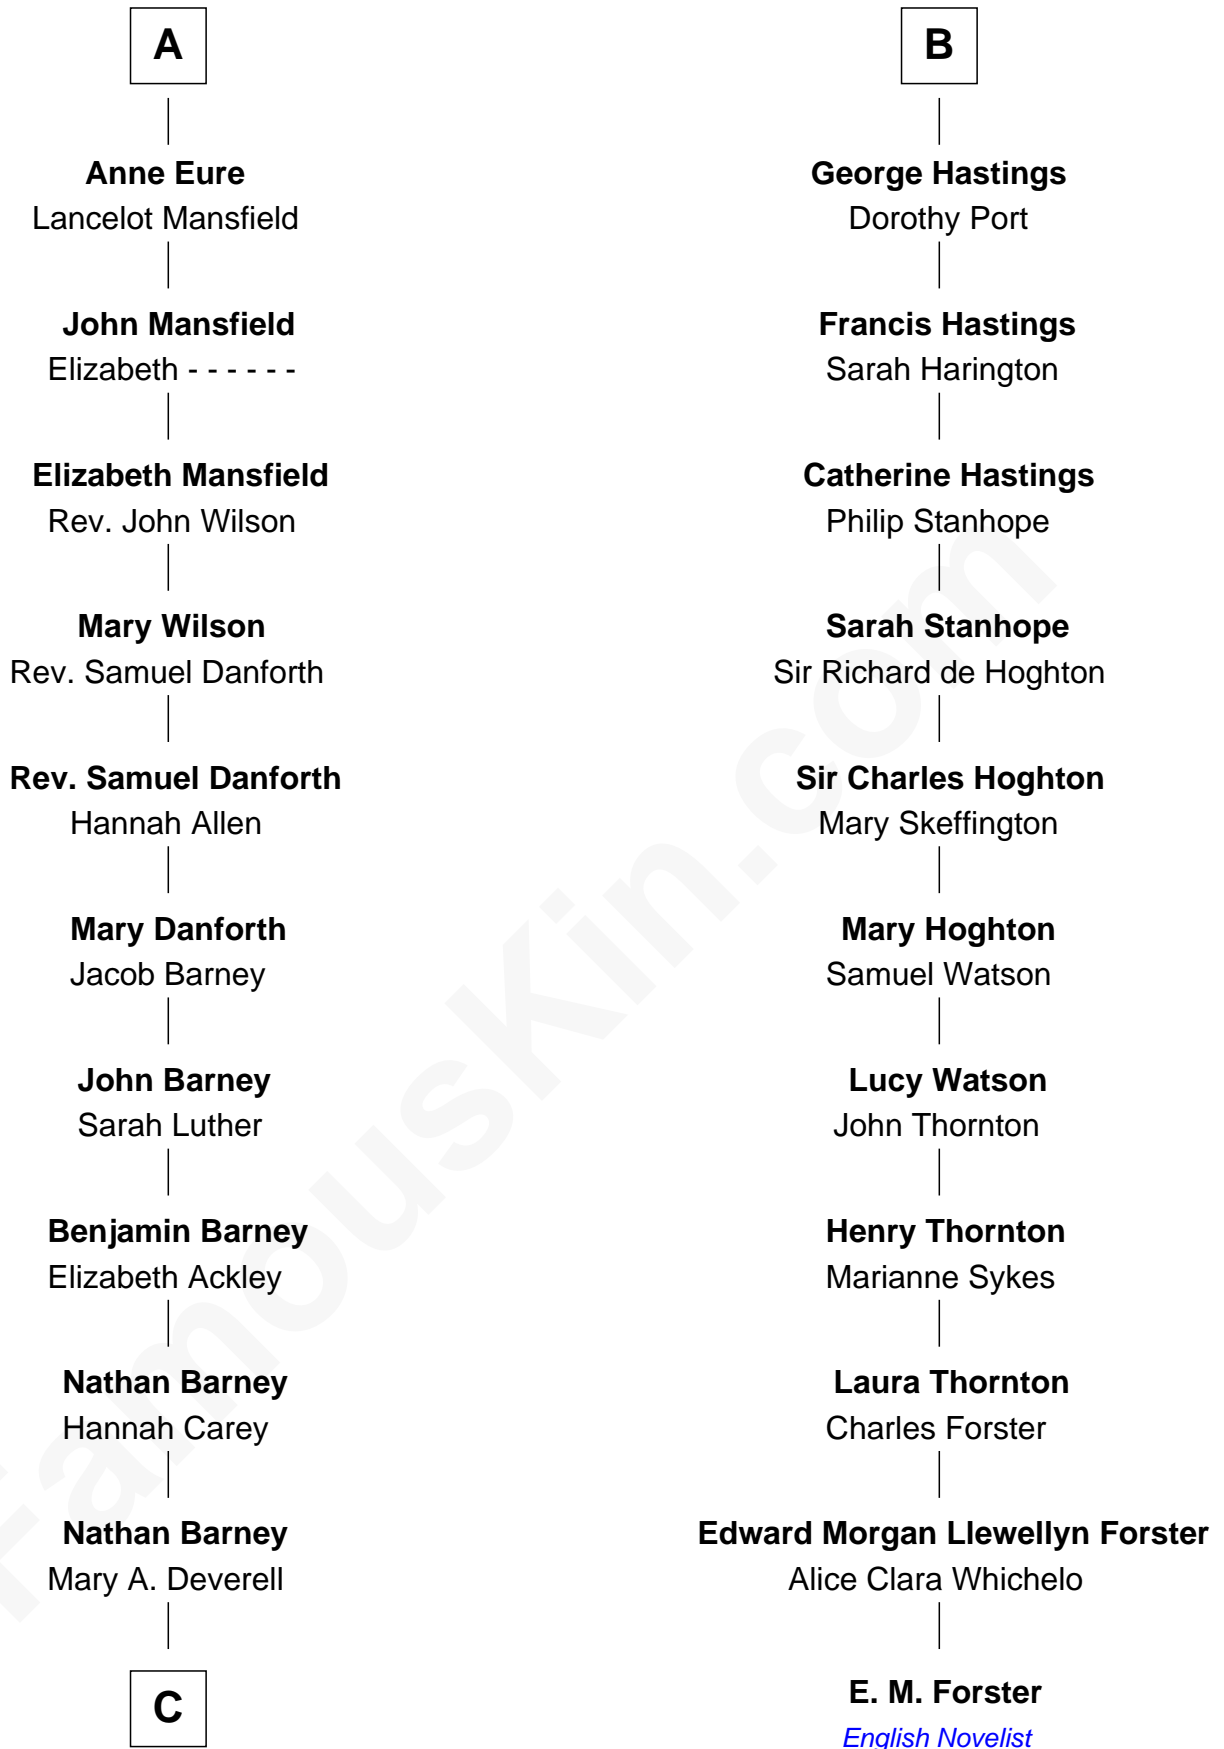 A
Anne Eure
Lancelot Mansfield
John Mansfield
Elizabeth - - - - - -
Elizabeth Mansfield
Rev. John Wilson
Mary Wilson
Rev. Samuel Danforth
Rev. Samuel Danforth
Hannah Allen
Mary Danforth
Jacob Barney
John Barney
Sarah Luther
Benjamin Barney
Elizabeth Ackley
Nathan Barney
Hannah Carey
Nathan Barney
Mary A. Deverell
C
B
George Hastings
Dorothy Port
Francis Hastings
Sarah Harington
Catherine Hastings
Philip Stanhope
Sarah Stanhope
Sir Richard de Hoghton
Sir Charles Hoghton
Mary Skeffington
Mary Hoghton
Samuel Watson
Lucy Watson
John Thornton
Henry Thornton
Marianne Sykes
Laura Thornton
Charles Forster
Edward Morgan Llewellyn Forster
Alice Clara Whichelo
E. M. Forster
English Novelist
FamousKin.com